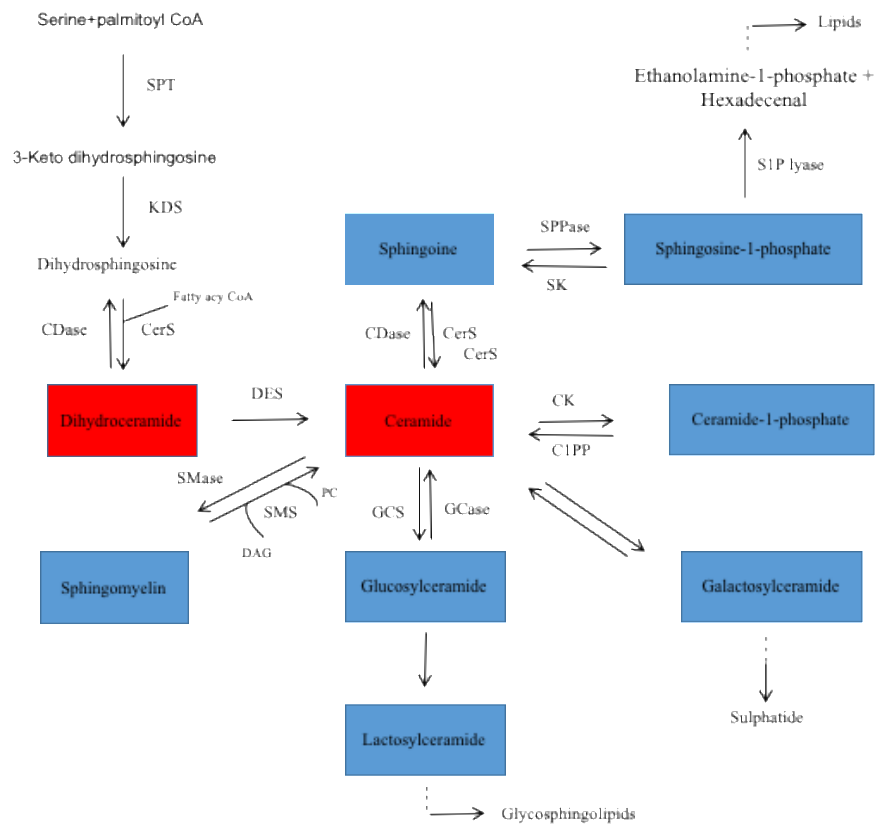 Serine+palmitoyl CoA
Lipids
SPT
Ethanolamine-1-phosphate +
Hexadecenal
3-Keto dihydrosphingosine
S1P lyase
KDS
Sphingoine
SPPase
SK
Sphingosine-1-phosphate
Dihydrosphingosine
Fatty acy CoA
CDase
CerS
CDase
CerS
CerS
Dihydroceramide
DES
Ceramide
CK
C1PP
Ceramide-1-phosphate
SMase
PC
SMS
DAG
GCS
GCase
Sphingomyelin
Glucosylceramide
Galactosylceramide
Sulphatide
Lactosylceramide
Glycosphingolipids